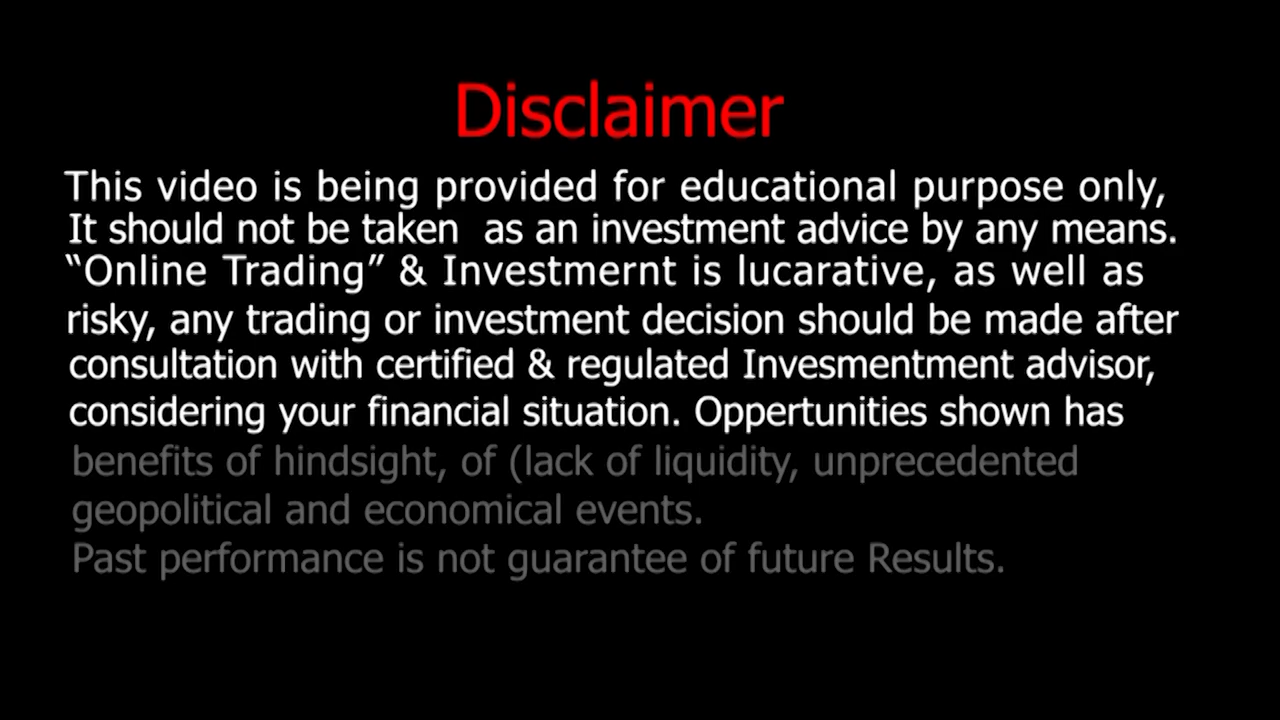 Disclaimer
This video is being provided for educational purpose only,
It should not be taken  as an investment advice by any means.
“Online Trading” & Investmernt is lucarative, as well as
risky, any trading or investment decision should be made after
consultation with certified & regulated Invesmentment advisor,
considering your financial situation. Oppertunities shown has
benefits of hindsight, of (lack of liquidity, unprecedented
geopolitical and economical events.
Past performance is not guarantee of future Results.